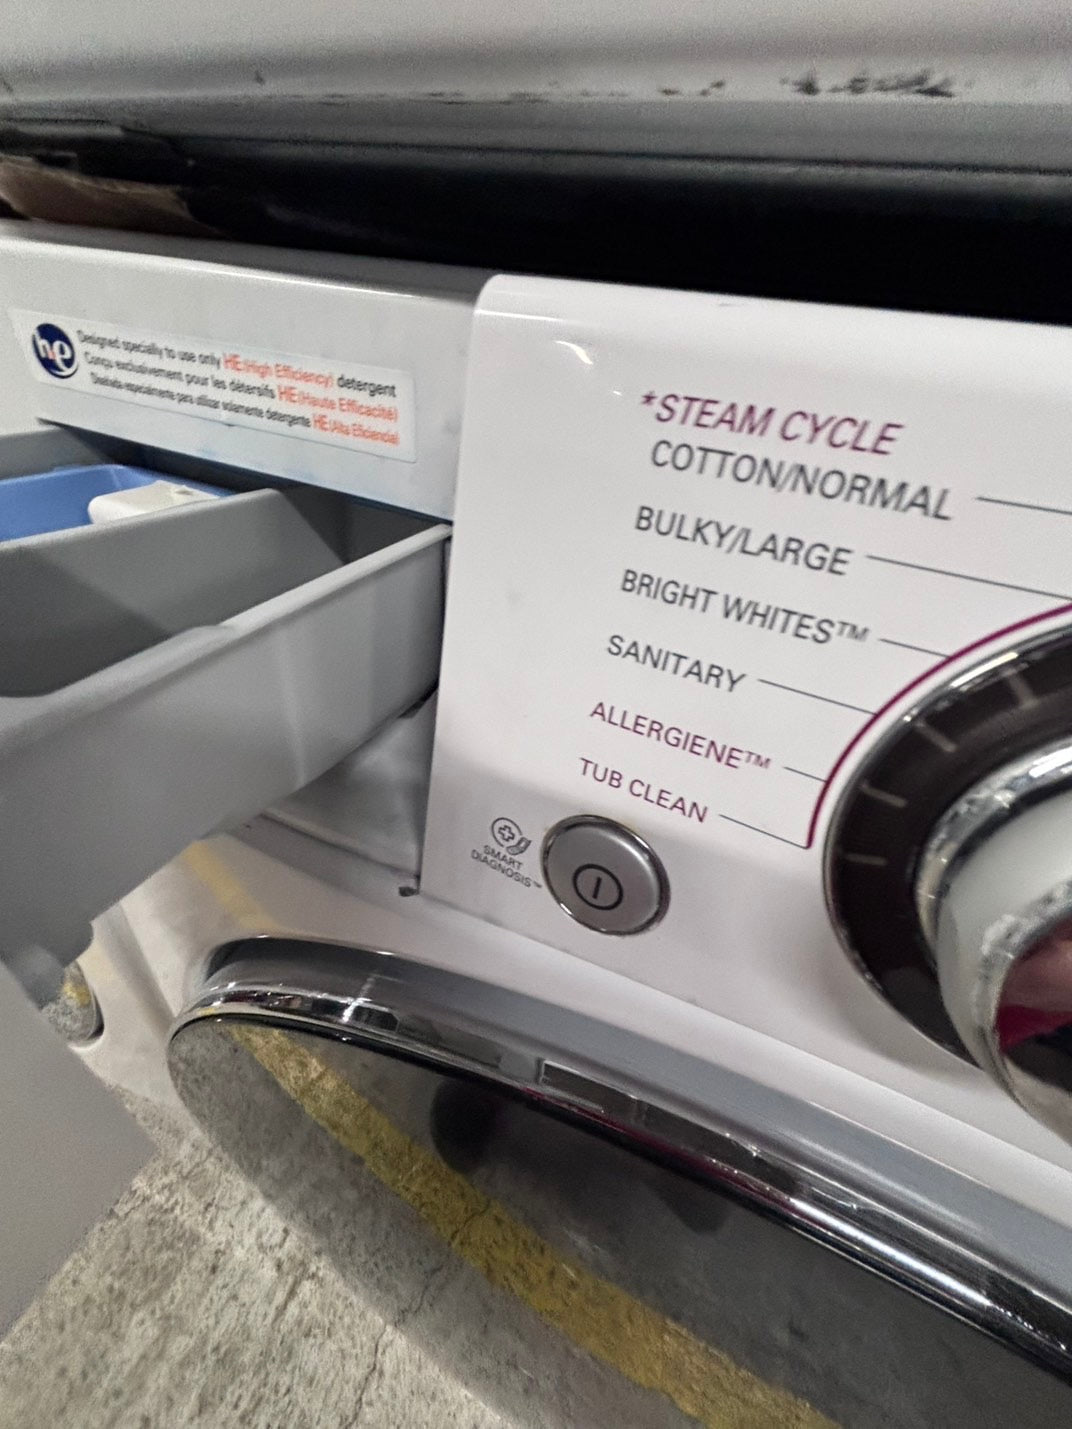 he
Designed specially to use only HE (High Efficiency) detergent
Conçu exclusivement pour les détersifs HE (Haute Efficacité)
Diseñada especialmente para utilizar solamente detergente HE (Alta Eficiencia)
*STEAM CYCLE
COTTON/NORMAL
BULKY/LARGE
BRIGHT WHITES™
SANITARY
ALLERGIENE™
TUB CLEAN
SMART
DIAGNOSIS™